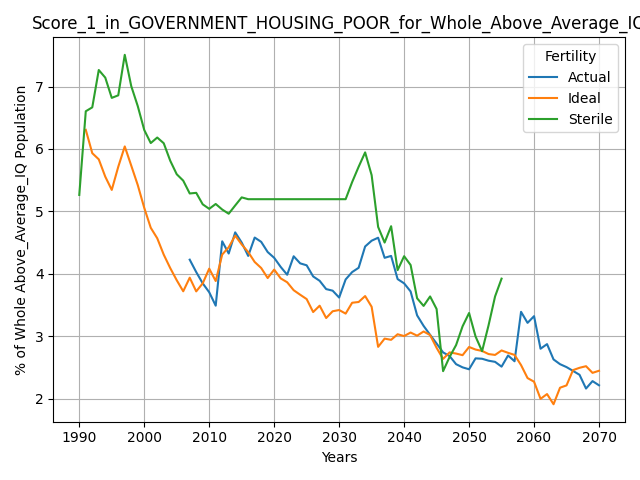 Score_1_in_GOVERNMENT_HOUSING_POOR_for_Whole_Above_Average_IQ
% of Whole Above_Average_IQ Population
7
6
5
4
3
2
Fertility
Actual
Ideal
Sterile
1990 2000 2010 2020 2030 2040 2050 2060 2070
Years